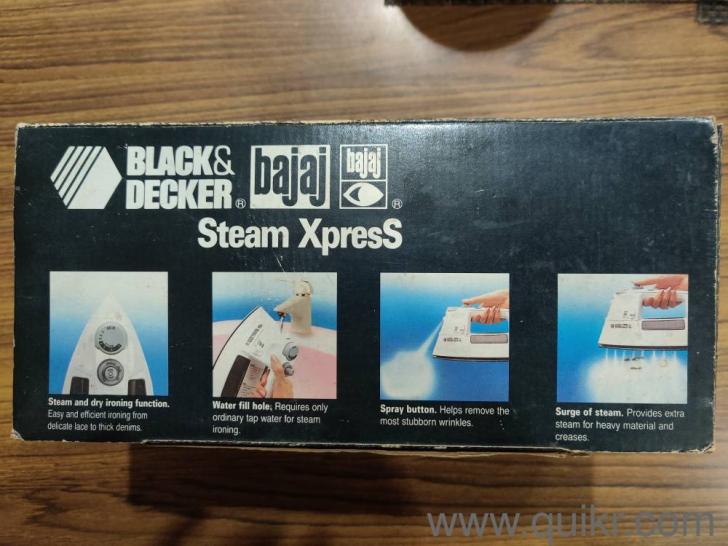 BLACK&
DECKER®
bajaj
bajaj
®
Steam XpresS
Steam and dry ironing function.
Easy and efficient ironing from
delicate lace to thick denims.
Water fill hole. Requires only
ordinary tap water for steam
ironing.
Spray button. Helps remove the
most stubborn wrinkles.
Surge of steam. Provides extra
steam for heavy material and
creases.
www.quikr.com